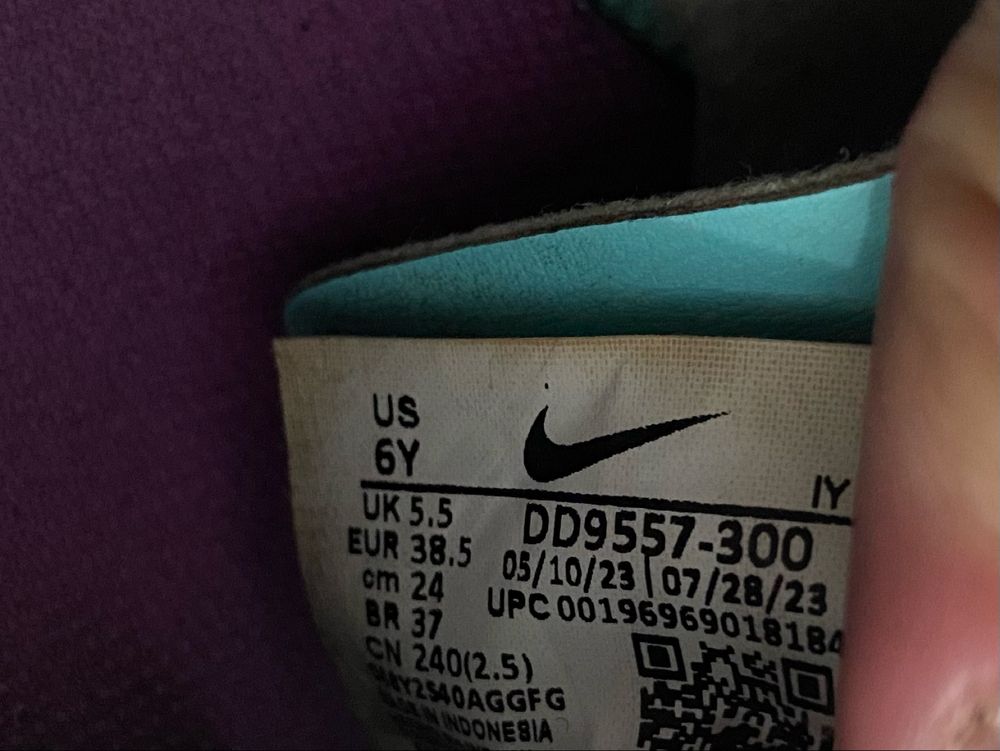 US
6Y
IY
UK 5.5
DD9557-300
EUR 38.5
05/10/23 07/28/23
cm 24
UPC 00196969018184
BR 37
CN 240(2.5)
IN INDONESIA